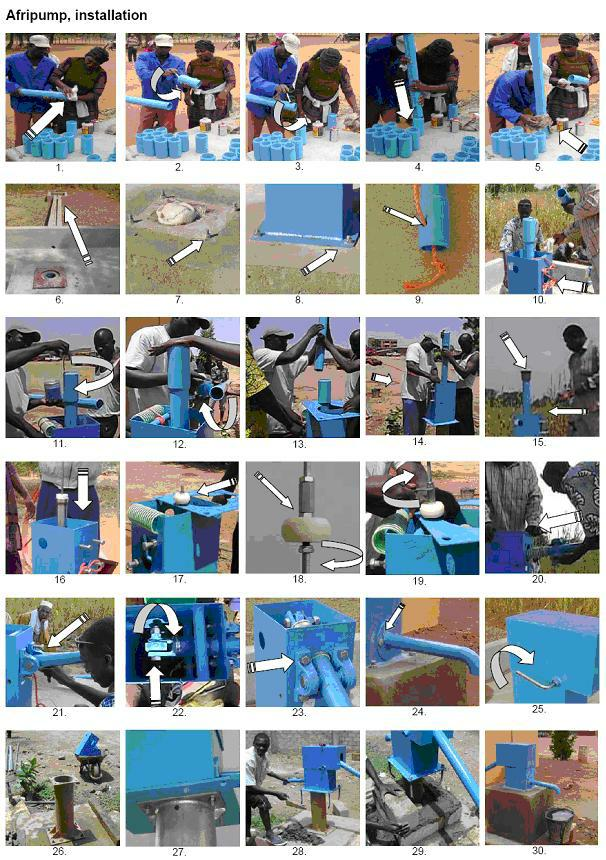 Afripump, installation
1. 2. 3. 4. 5.
6. 7. 8. 9. 10.
11. 12. 13. 14. 15.
16 17. 18. 19. 20.
21. 22. 23. 24. 25.
26. 27. 28. 29. 30.